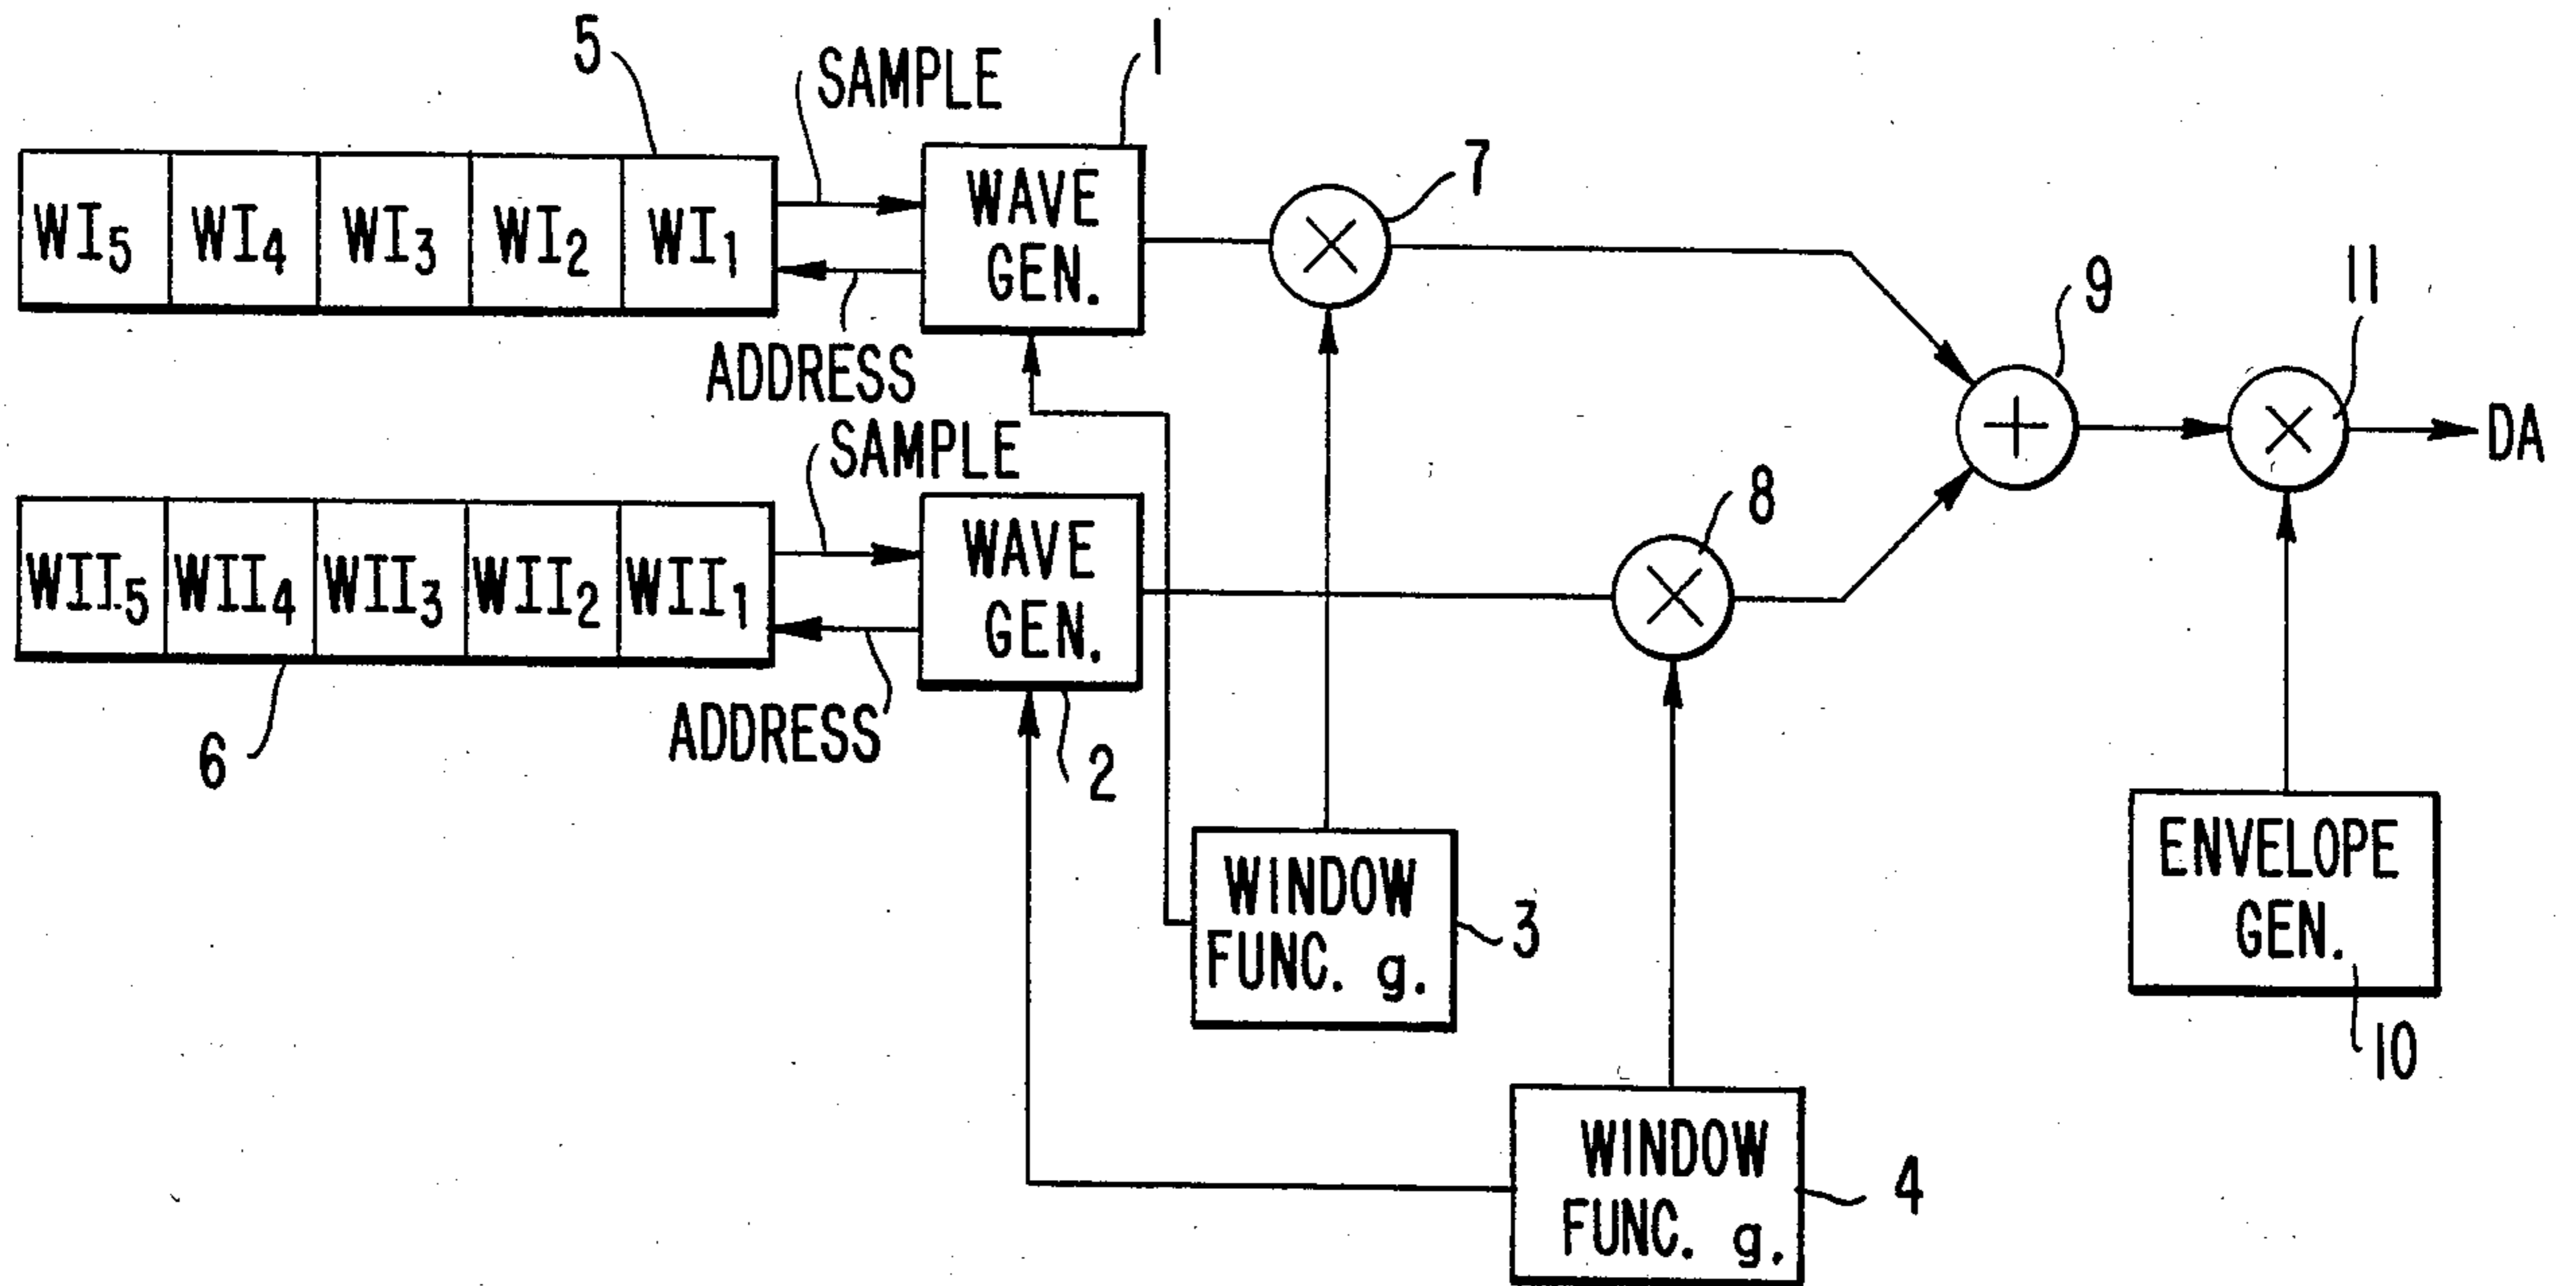 5
SAMPLE
1
WI5 WI4 WI3 WI2 WI1
WAVE
GEN.
7
ADDRESS
9
11
DA
SAMPLE
8
WII5 WII4 WII3 WII2 WII1
WAVE
GEN.
6
ADDRESS
2
WINDOW
FUNC. g.
3
ENVELOPE
GEN.
10
WINDOW
FUNC. g.
4